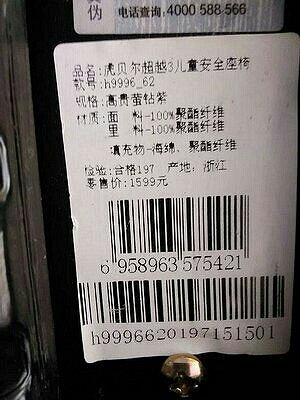 伪 电话查询:4000 588 566
品名:虎贝尔超越3儿童安全座椅
款号:h9996_62
规格:高贵萤钻紫
材质:面 料-100%聚酯纤维
里 料-100%聚酯纤维
填充物-海绵、聚酯纤维
检验:合格197 产地:浙江
零售价:1599元
6 958963 575421
h9996620197151501